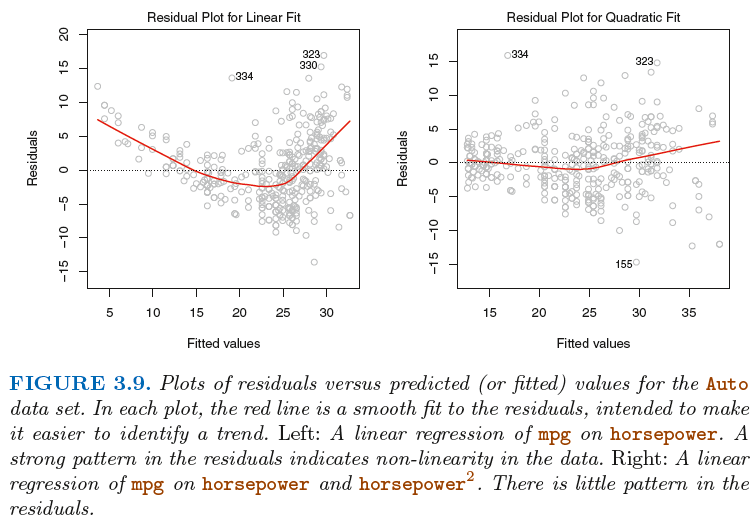 Residual Plot for Linear Fit
20
15
10
5
0
−5
−10
−15
Residuals
323
330
334
5 10 15 20 25 30
Fitted values
Residual Plot for Quadratic Fit
15
10
5
0
−5
−10
−15
Residuals
334
323
155
15 20 25 30 35
Fitted values
FIGURE 3.9. Plots of residuals versus predicted (or fitted) values for the Auto
data set. In each plot, the red line is a smooth fit to the residuals, intended to make
it easier to identify a trend. Left: A linear regression of mpg on horsepower. A
strong pattern in the residuals indicates non-linearity in the data. Right: A linear
regression of mpg on horsepower and horsepower². There is little pattern in the
residuals.